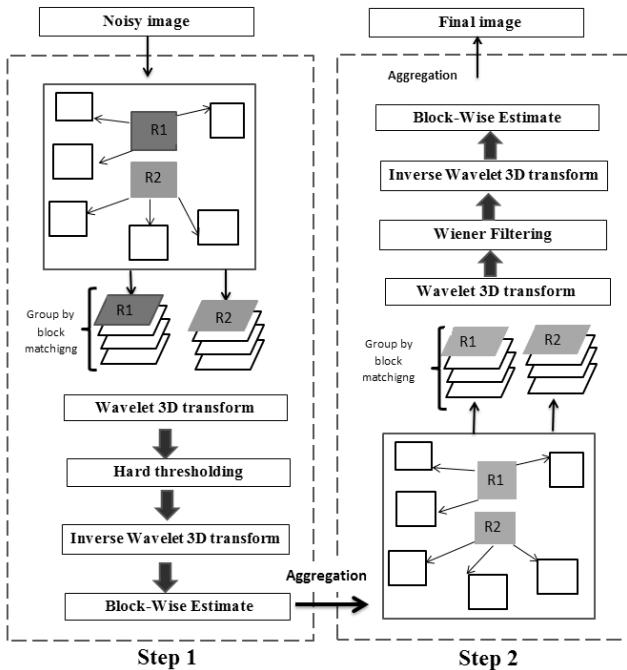 Noisy image
R1
R2
Group by
block
matchigng
R1
R2
Wavelet 3D transform
Hard thresholding
Inverse Wavelet 3D transform
Block-Wise Estimate
Step 1
Aggregation
Final image
Aggregation
Block-Wise Estimate
Inverse Wavelet 3D transform
Wiener Filtering
Wavelet 3D transform
Group by
block
matchigng
R1
R2
R1
R2
Step 2